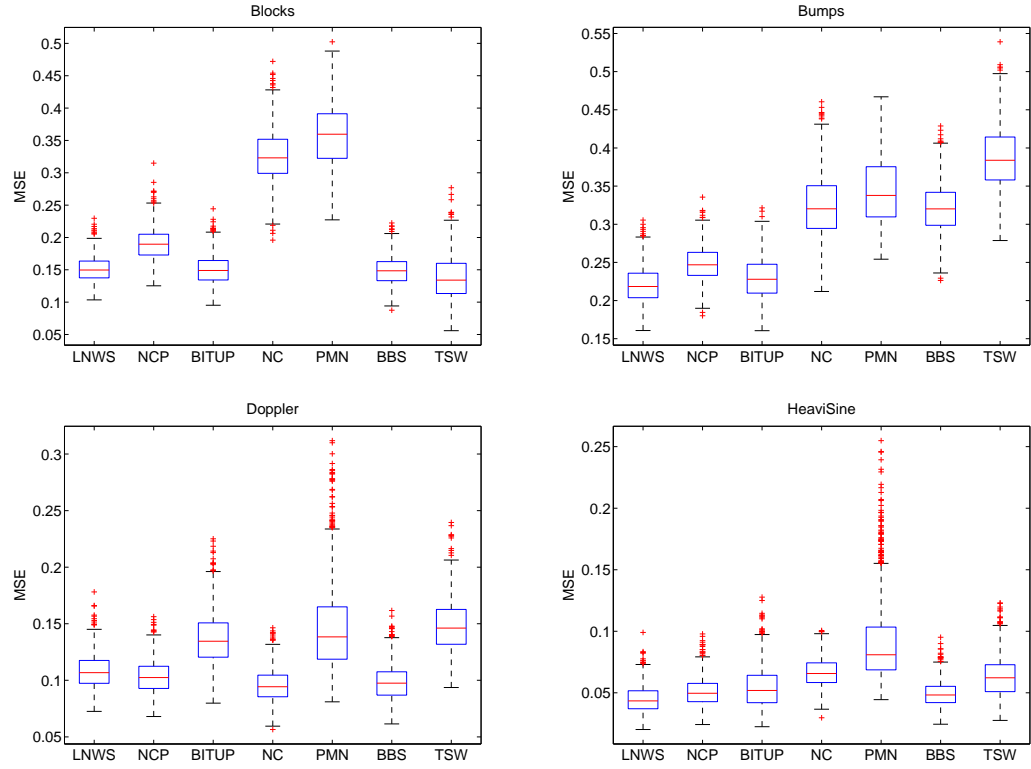 Blocks
0.5
0.45
0.4
0.35
0.3
0.25
0.2
0.15
0.1
0.05
MSE
LNWS NCP BITUP NC PMN BBS TSW
Bumps
0.55
0.5
0.45
0.4
0.35
0.3
0.25
0.2
0.15
MSE
LNWS NCP BITUP NC PMN BBS TSW
Doppler
0.3
0.25
0.2
0.15
0.1
0.05
MSE
LNWS NCP BITUP NC PMN BBS TSW
HeaviSine
0.25
0.2
0.15
0.1
0.05
MSE
LNWS NCP BITUP NC PMN BBS TSW